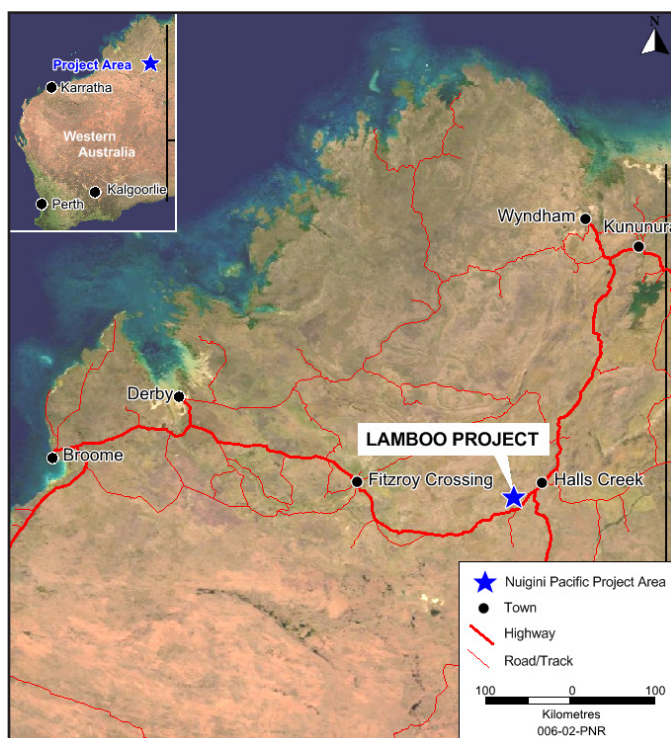 Project Area
Karratha
Western
Australia
Kalgoorlie
Perth
N
Wyndham
Kununura
Derby
LAMBOO PROJECT
Broome
Fitzroy Crossing
Halls Creek
Nuigini Pacific Project Area
Town
Highway
Road/Track
100 0 100
Kilometres
006-02-PNR